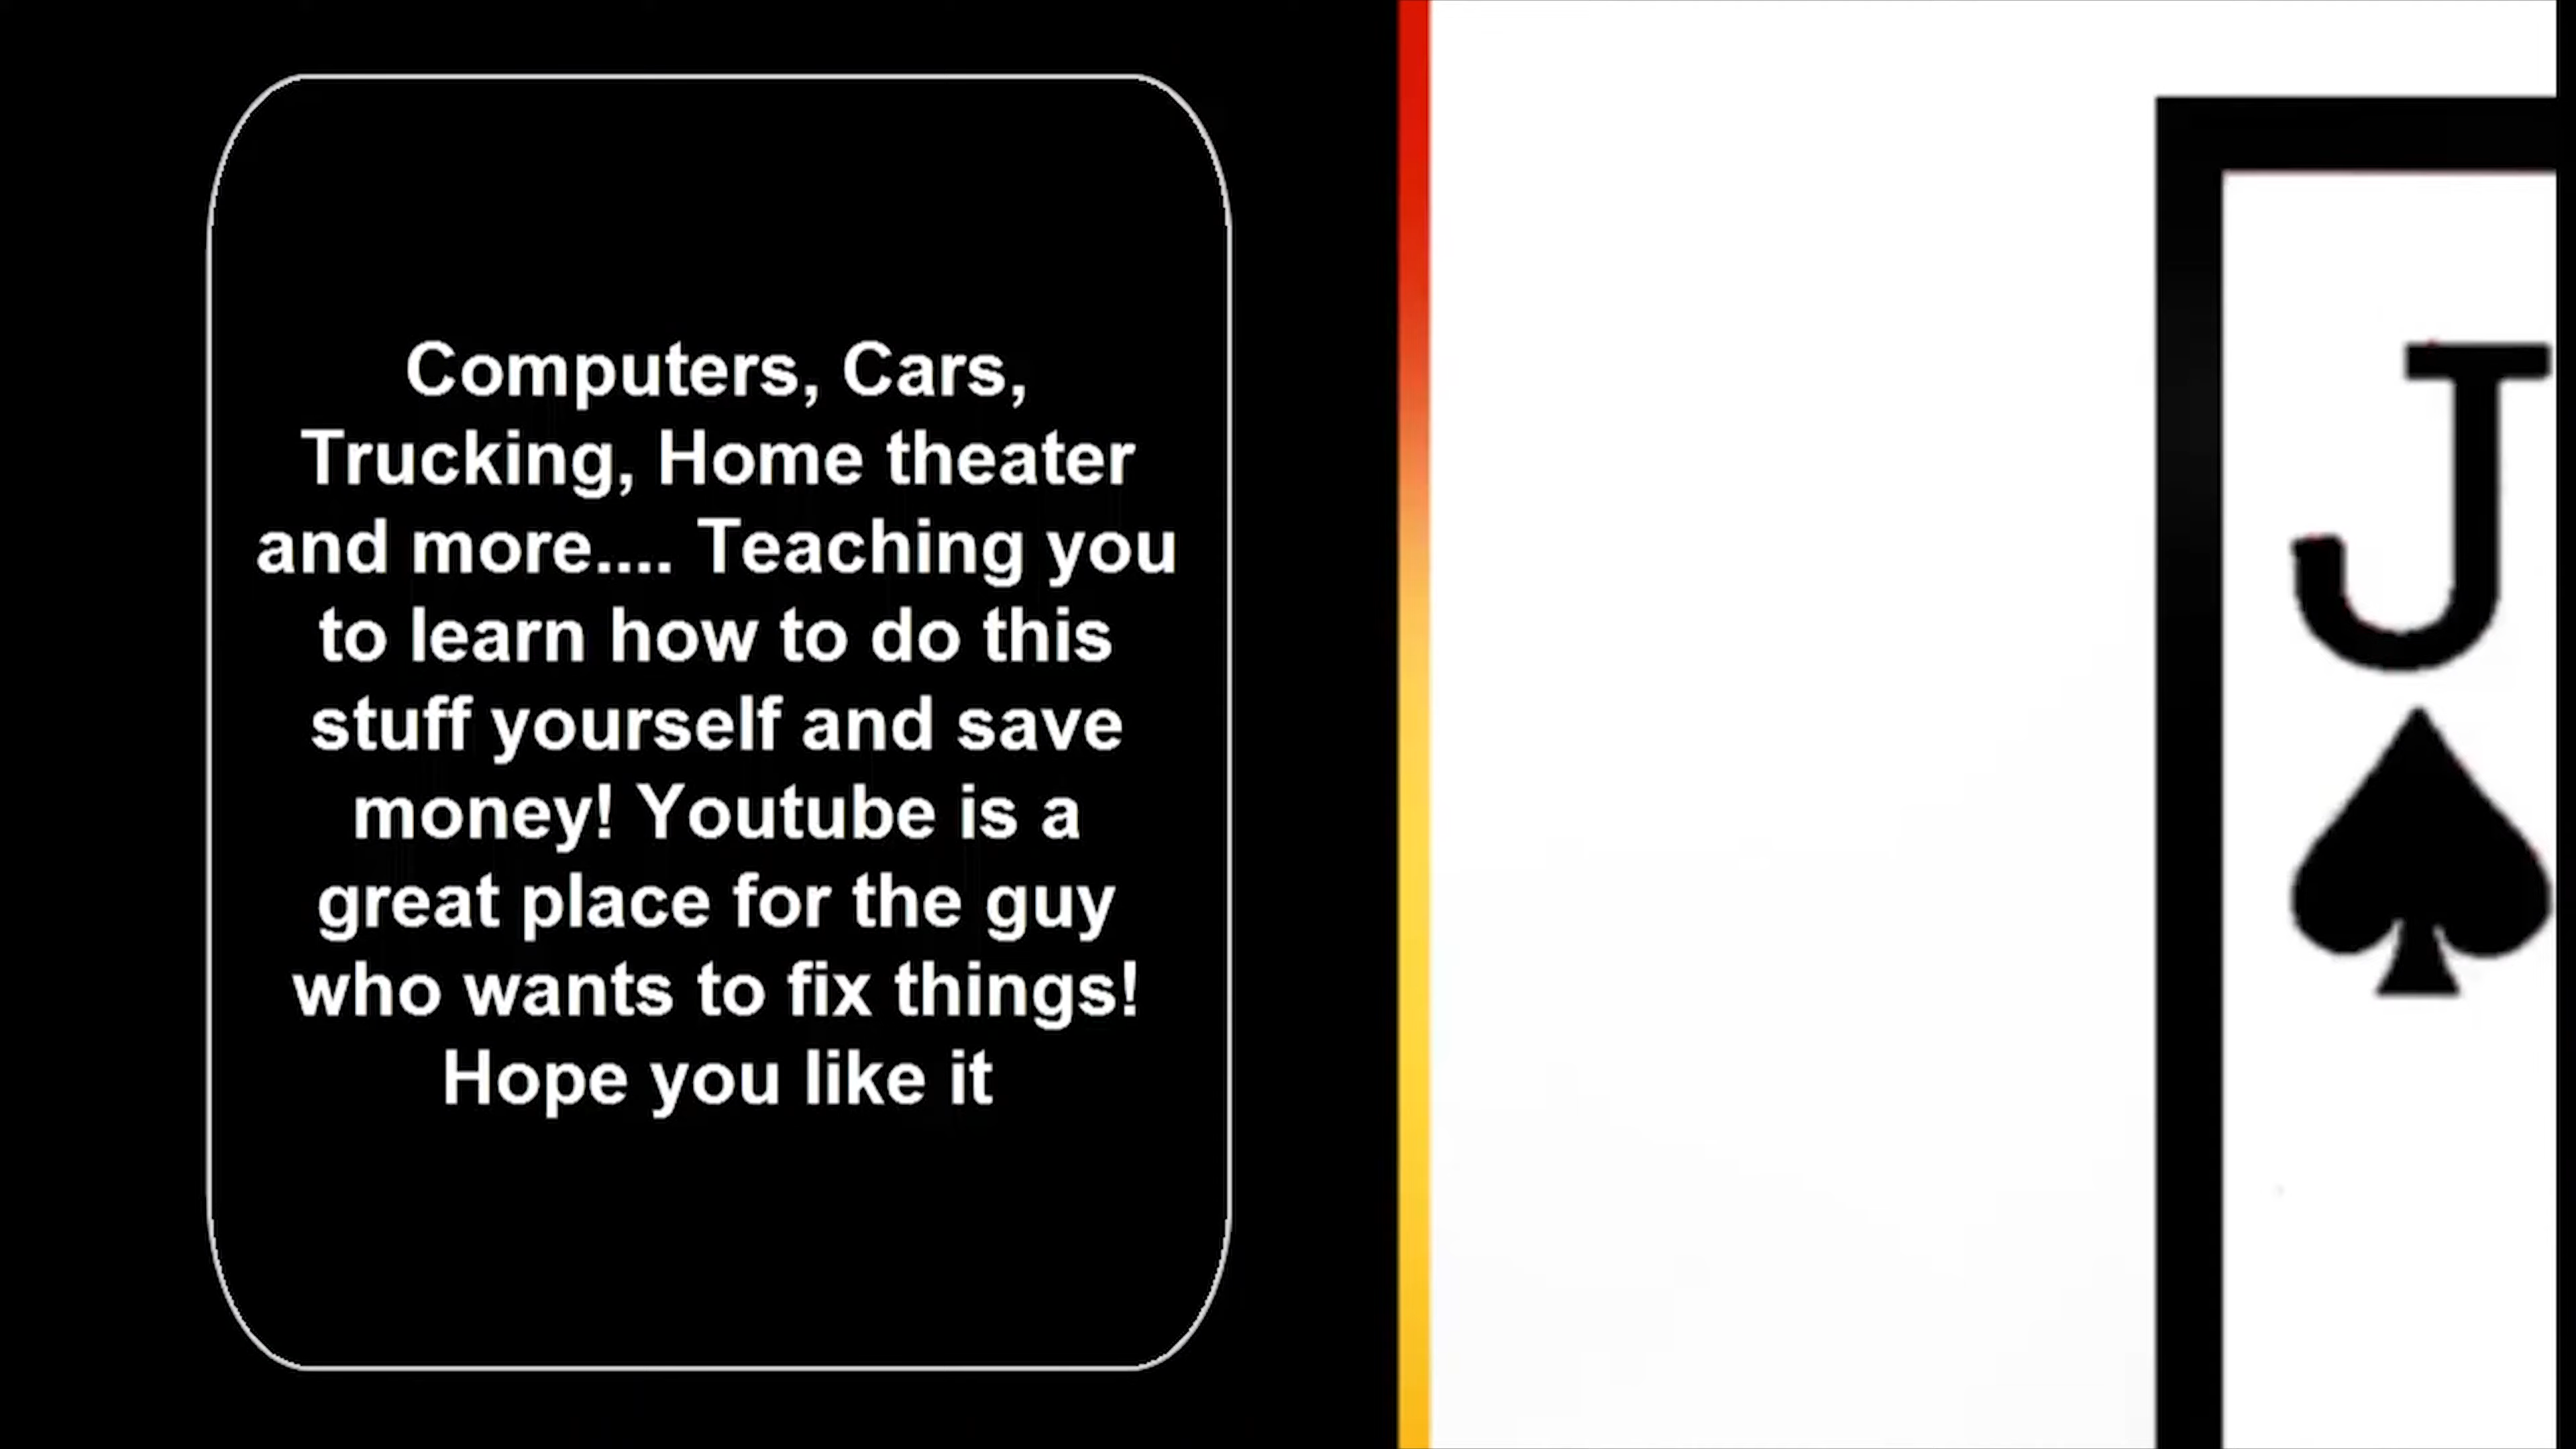 Computers, Cars,
Trucking, Home theater
and more.... Teaching you
to learn how to do this
stuff yourself and save
money! Youtube is a
great place for the guy
who wants to fix things!
Hope you like it
J